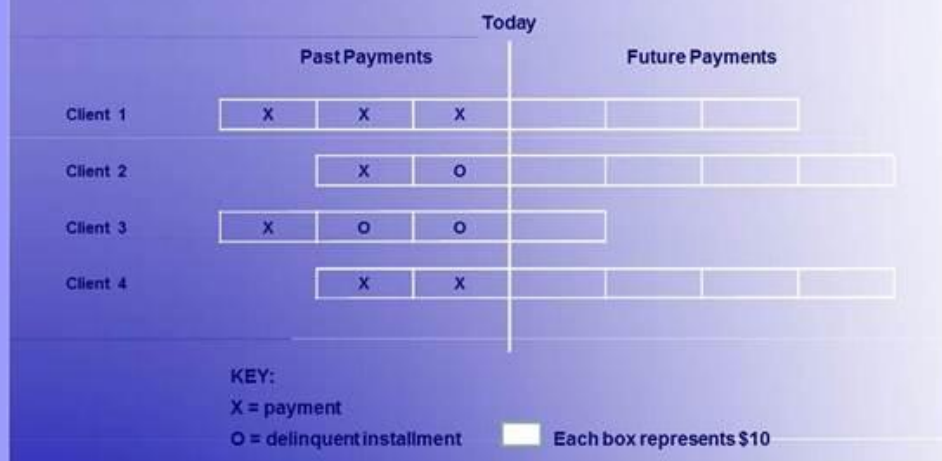 Today
Past Payments Future Payments
Client 1 X X X
Client 2 X O
Client 3 X O O
Client 4 X X
KEY:
X = payment
O = delinquent installment Each box represents $10